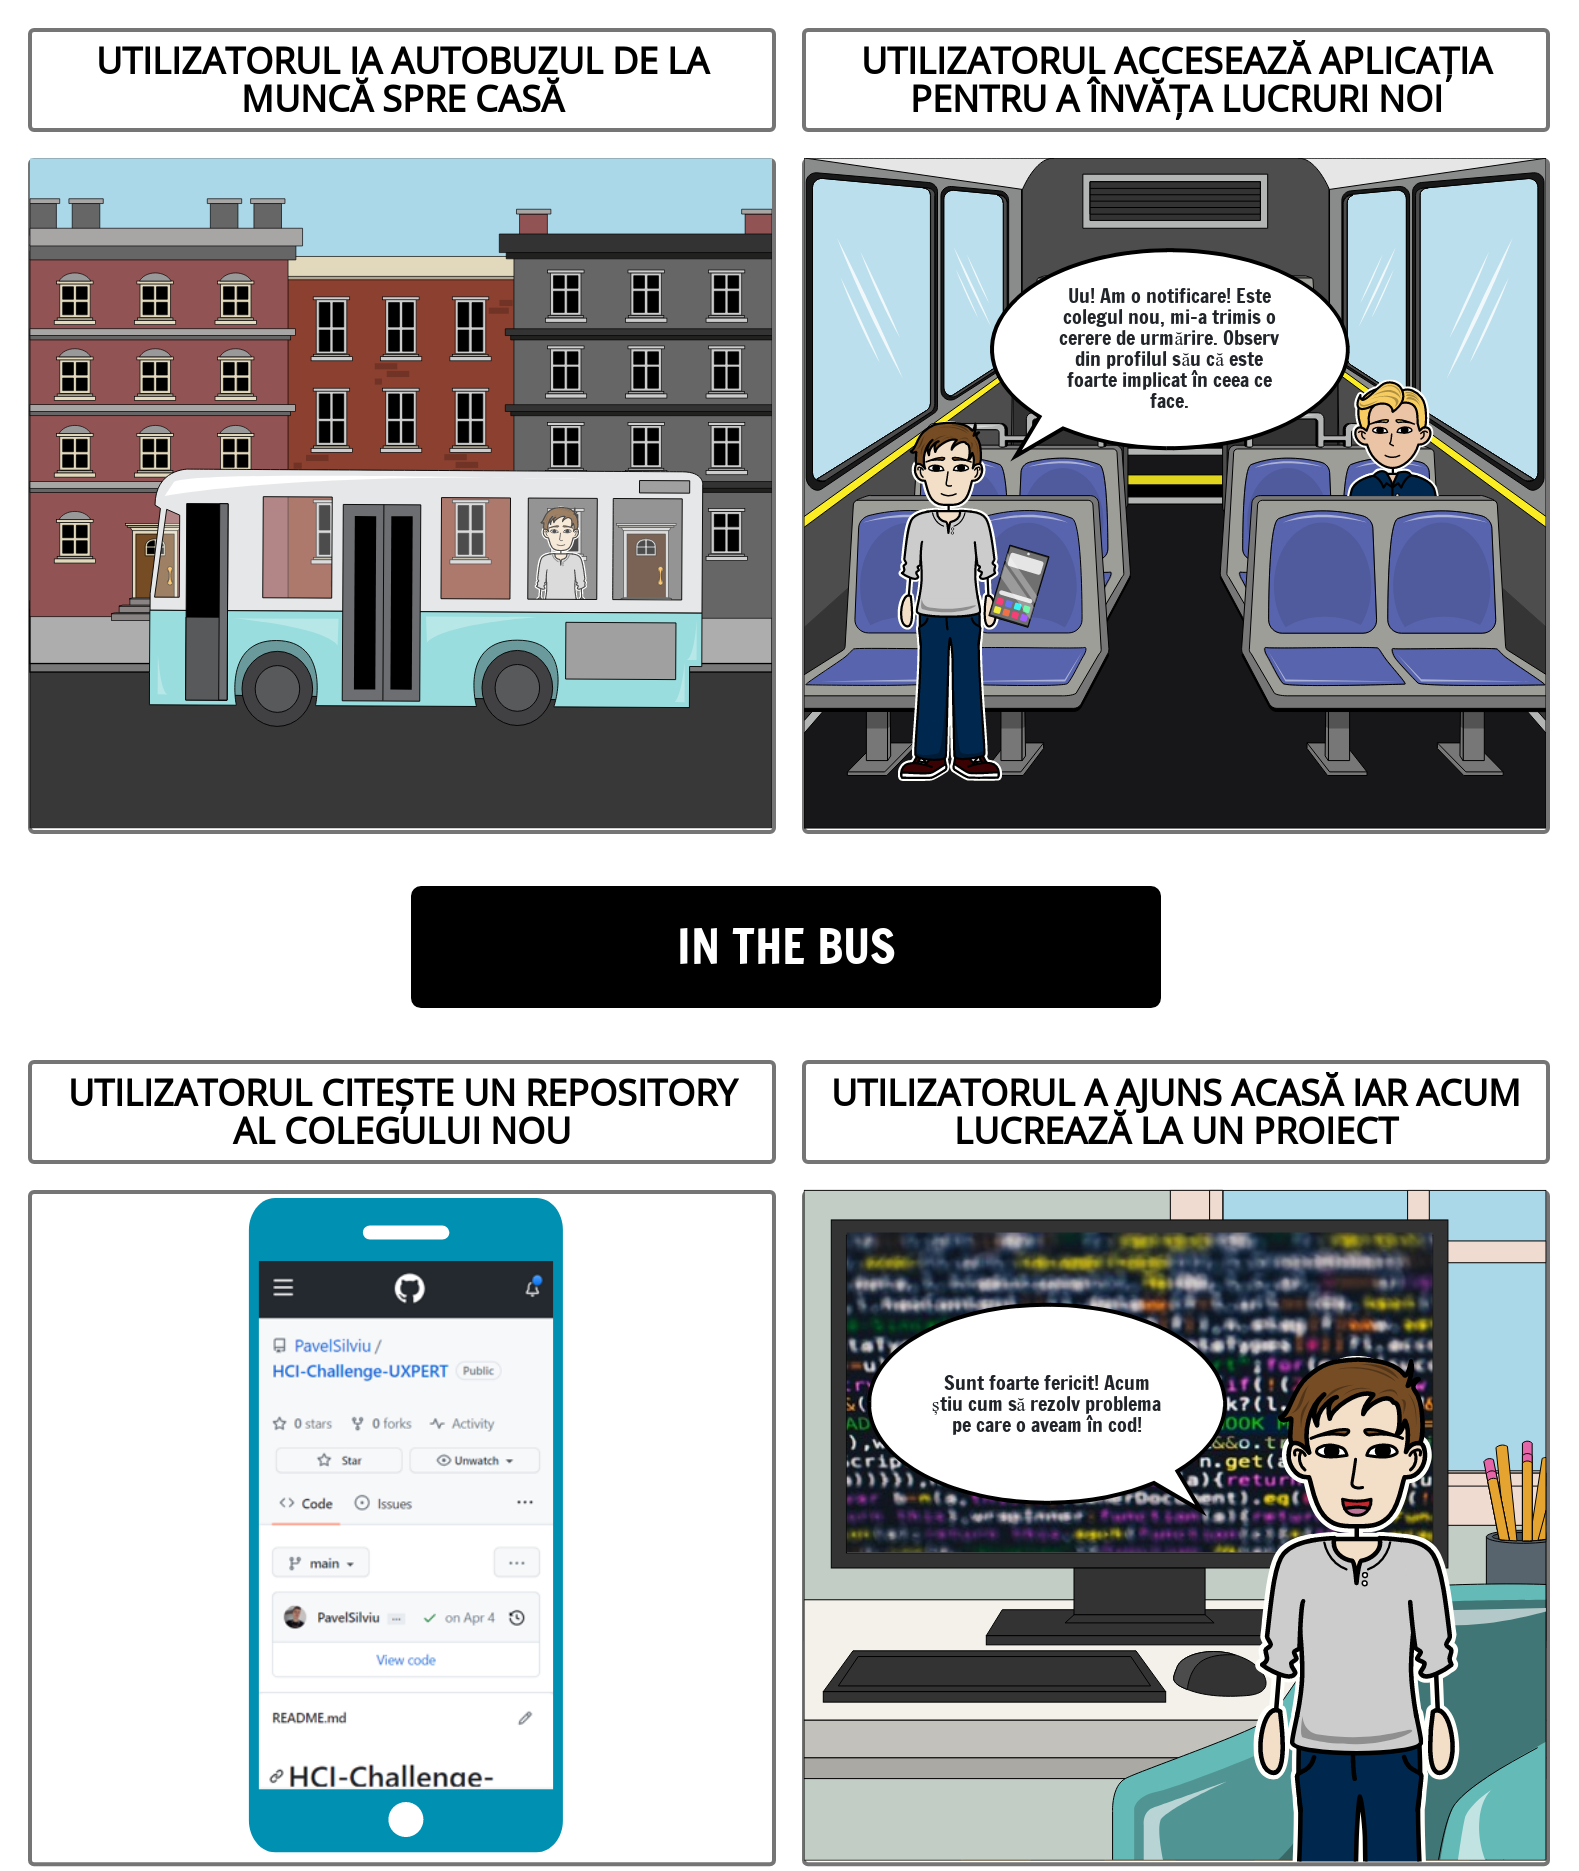 UTILIZATORUL IA AUTOBUZUL DE LA
MUNCĂ SPRE CASĂ
UTILIZATORUL ACCESEAZĂ APLICAȚIA
PENTRU A ÎNVĂȚA LUCRURI NOI
Uu! Am o notificare! Este
colegul nou, mi-a trimis o
cerere de urmărire. Observ
din profilul său că este
foarte implicat în ceea ce
face.
IN THE BUS
UTILIZATORUL CITEȘTE UN REPOSITORY
AL COLEGULUI NOU
PavelSilviu /
HCI-Challenge-UXPERT Public
0 stars 0 forks Activity
Star Unwatch
Code Issues
main
PavelSilviu on Apr 4
View code
README.md
HCI-Challenge-
UTILIZATORUL A AJUNS ACASĂ IAR ACUM
LUCREAZĂ LA UN PROIECT
Sunt foarte fericit! Acum
știu cum să rezolv problema
pe care o aveam în cod!